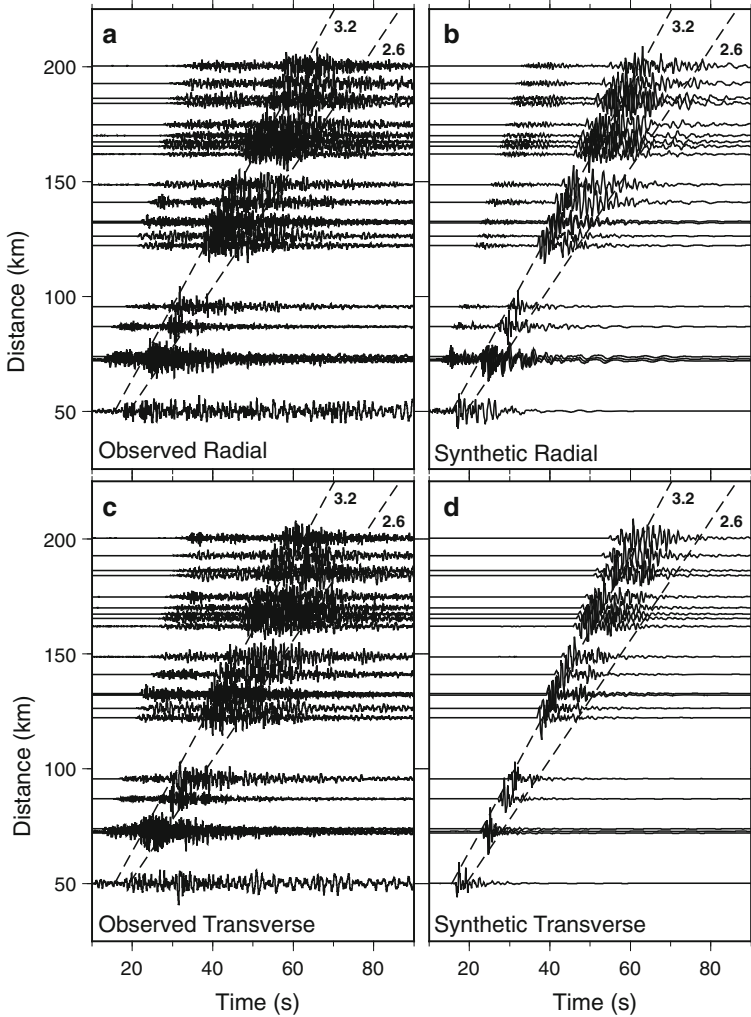 a
3.2
2.6
b
3.2
2.6
200
150
100
50
Distance (km)
Observed Radial
Synthetic Radial
c
3.2
2.6
d
3.2
2.6
200
150
100
50
Distance (km)
Observed Transverse
Synthetic Transverse
20 40 60 80
20 40 60 80
Time (s)
Time (s)